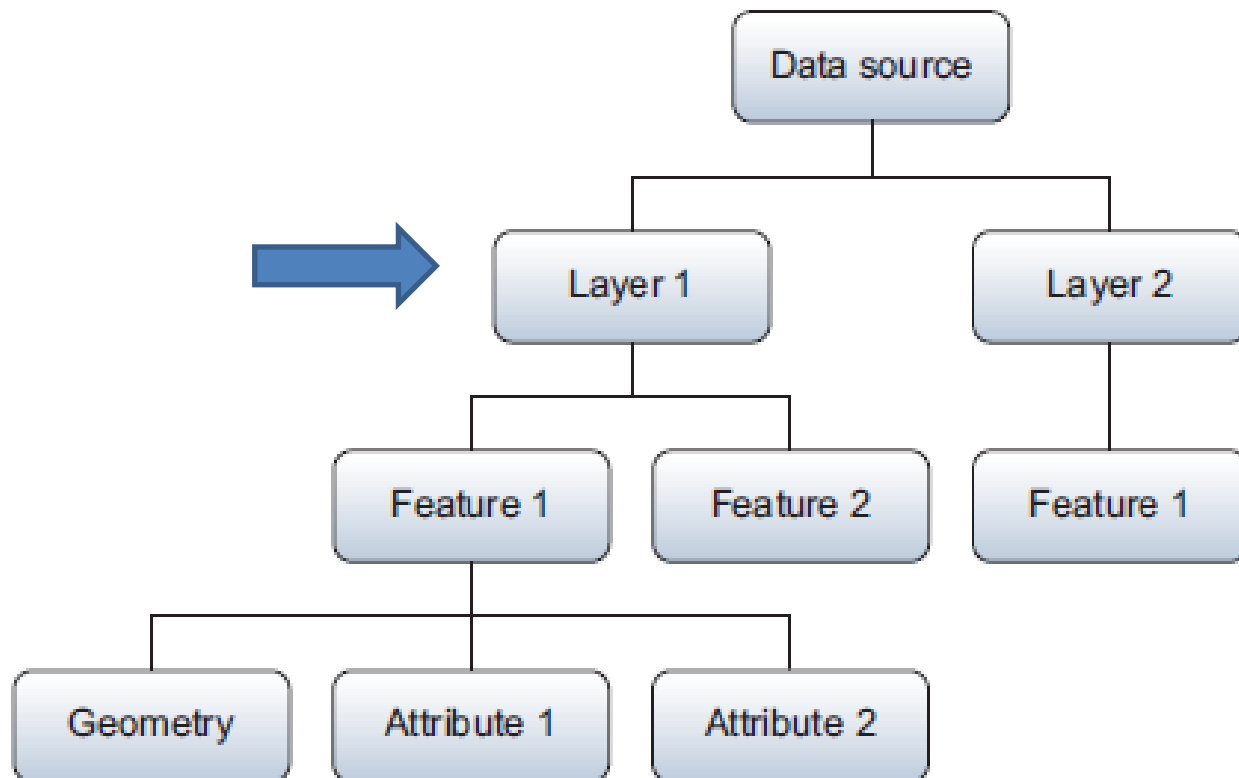 Data source
Layer 1
Layer 2
Feature 1
Feature 2
Feature 1
Geometry
Attribute 1
Attribute 2